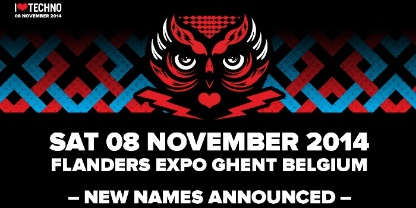 I❤TECHNO
08 NOVEMBER 2014
SAT 08 NOVEMBER 2014
FLANDERS EXPO GHENT BELGIUM
– NEW NAMES ANNOUNCED –